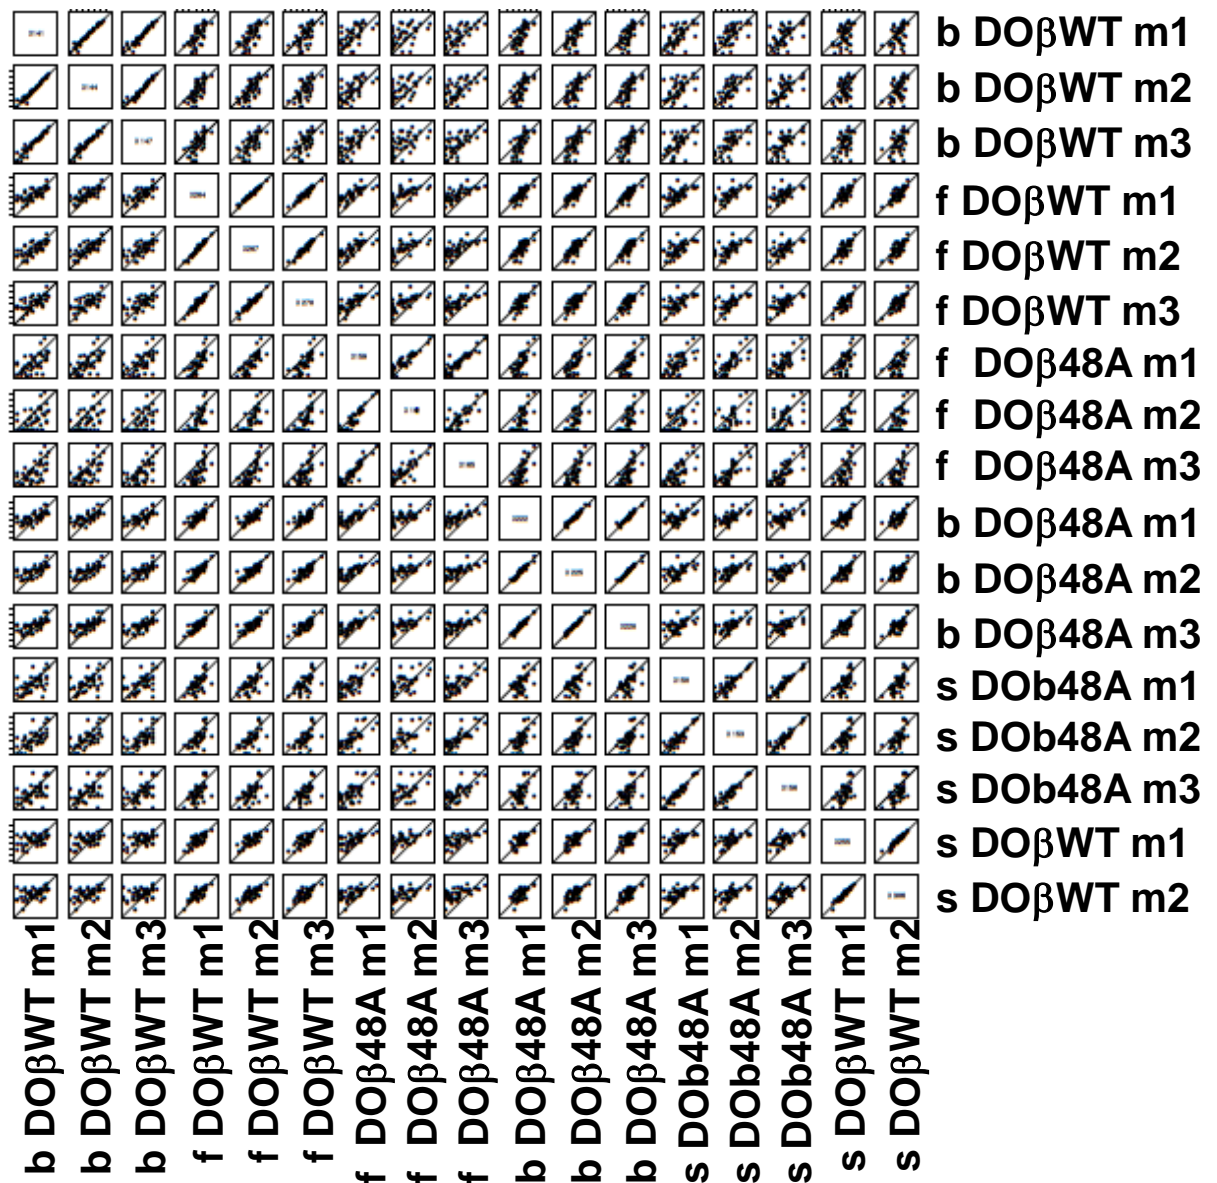 b DOβWT m1
b DOβWT m2
b DOβWT m3
f DOβWT m1
f DOβWT m2
f DOβWT m3
f DOβ48A m1
f DOβ48A m2
f DOβ48A m3
b DOβ48A m1
b DOβ48A m2
b DOβ48A m3
s DOb48A m1
s DOb48A m2
s DOb48A m3
s DOβWT m1
s DOβWT m2
b DOβWT m1
b DOβWT m2
b DOβWT m3
f DOβWT m1
f DOβWT m2
f DOβWT m3
f DOβ48A m1
f DOβ48A m2
f DOβ48A m3
b DOβ48A m1
b DOβ48A m2
b DOβ48A m3
s DOb48A m1
s DOb48A m2
s DOb48A m3
s DOβWT m1
s DOβWT m2